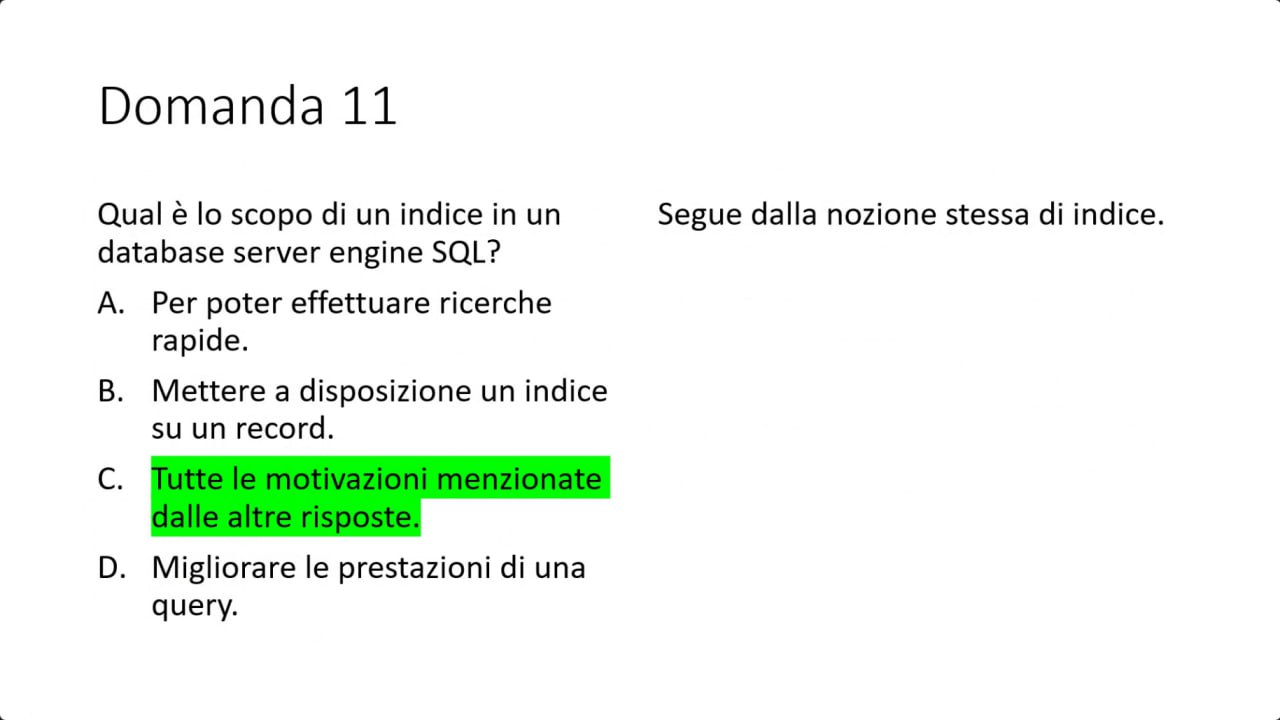 Domanda 11
Qual è lo scopo di un indice in un
database server engine SQL?
A. Per poter effettuare ricerche
rapide.
B. Mettere a disposizione un indice
su un record.
C. Tutte le motivazioni menzionate
dalle altre risposte.
D. Migliorare le prestazioni di una
query.
Segue dalla nozione stessa di indice.